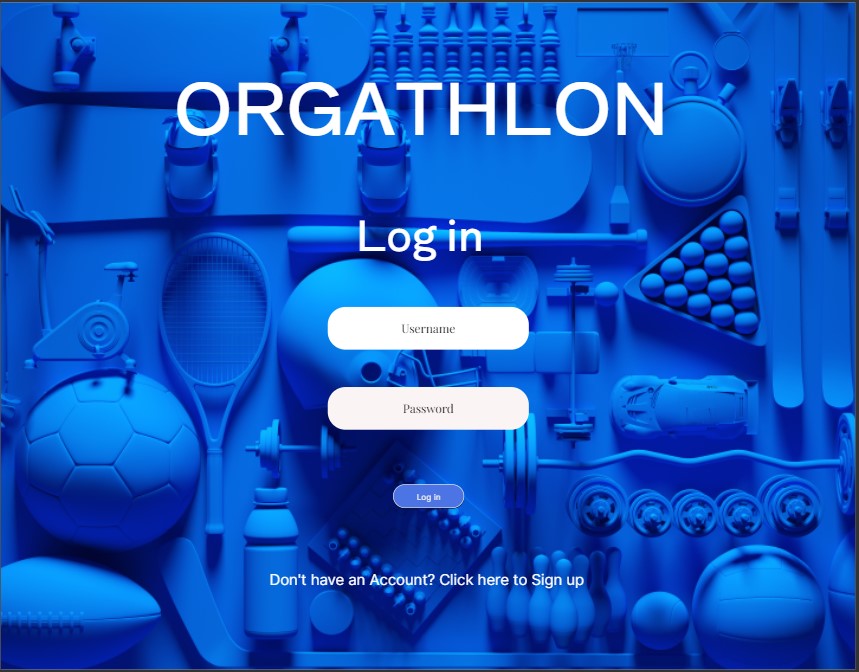 ORGATHLON
Log in
Username
Password
Log in
Don't have an Account? Click here to Sign up